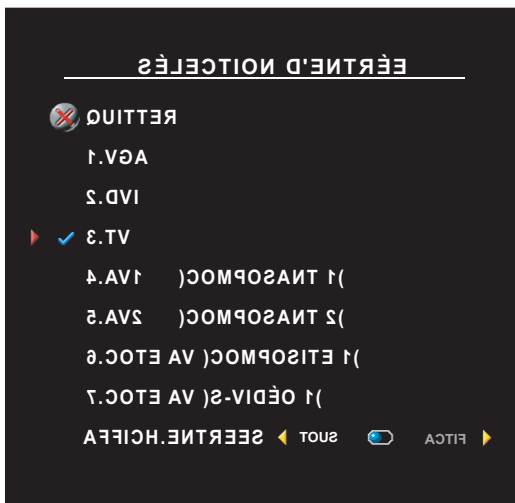 SÉLECTION D'ENTRÉE
QUITTER
1.VGA
2.DVI
3.TV
4.AV1 (COMPOSANT 1)
5.AV2 (COMPOSANT 2)
6.COTE AV (COMPOSITE 1)
7.COTE AV (S-VIDÉO 1)
AFFICH.ENTREES TOUS ACTIF